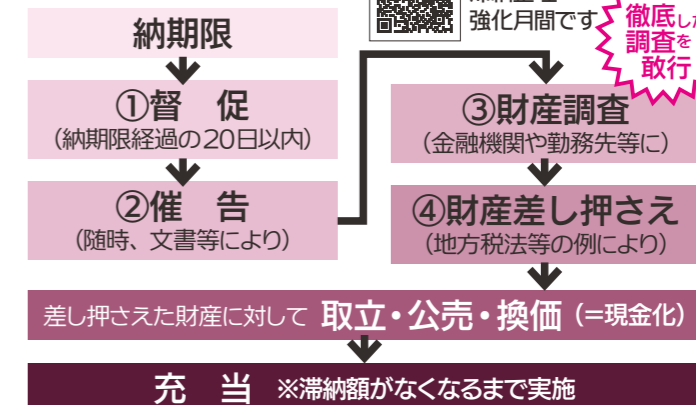 強化月間です
徹底した
調査を
敢行
納期限
①督　促
（納期限経過の20日以内）
②催　告
（随時、文書等により）
③財産調査
（金融機関や勤務先等に）
④財産差し押さえ
（地方税法等の例により）
差し押さえた財産に対して 取立・公売・換価（＝現金化）
充　当　※滞納額がなくなるまで実施